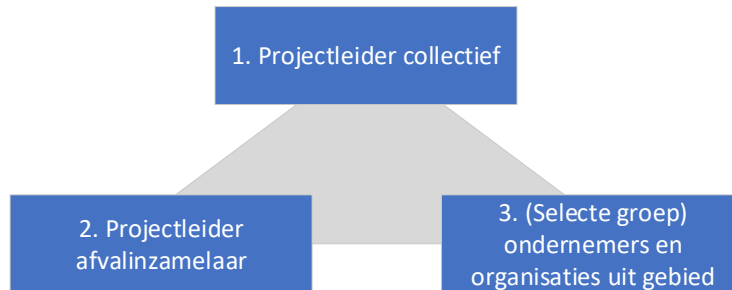 1. Projectleider collectief
2. Projectleider
afvalinzamelaar
3. (Selecte groep)
ondernemers en
organisaties uit gebied